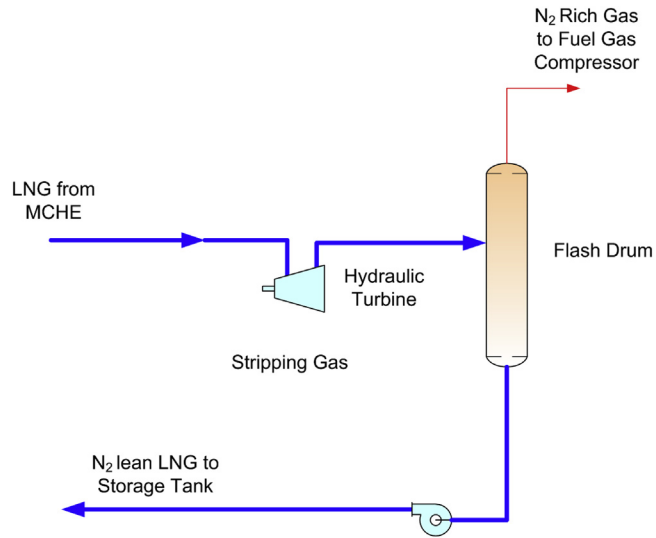 N₂ Rich Gas
to Fuel Gas
Compressor
LNG from
MCHE
Flash Drum
Hydraulic
Turbine
Stripping Gas
N₂ lean LNG to
Storage Tank